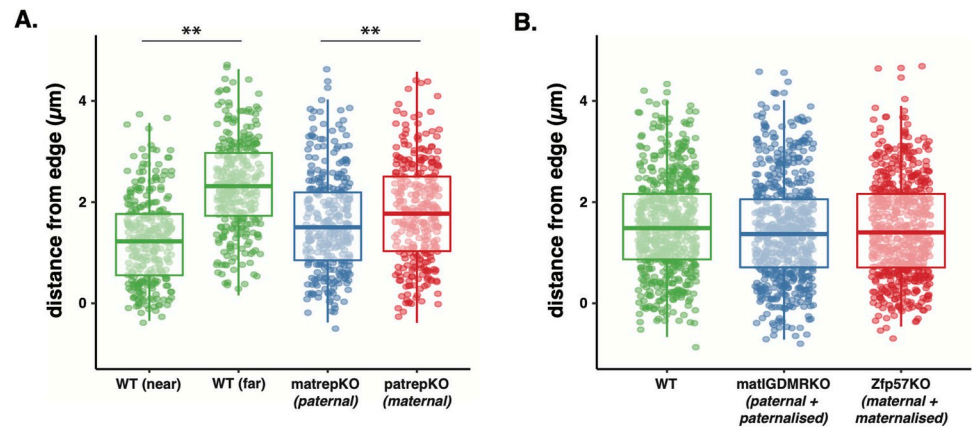 A.
**
**
distance from edge (µm)
4
2
0
WT (near)
WT (far)
matrepKO
(paternal)
patrepKO
(maternal)
B.
distance from edge (µm)
4
2
0
WT
matIGDMRKO
(paternal +
paternalised)
Zfp57KO
(maternal +
maternalised)